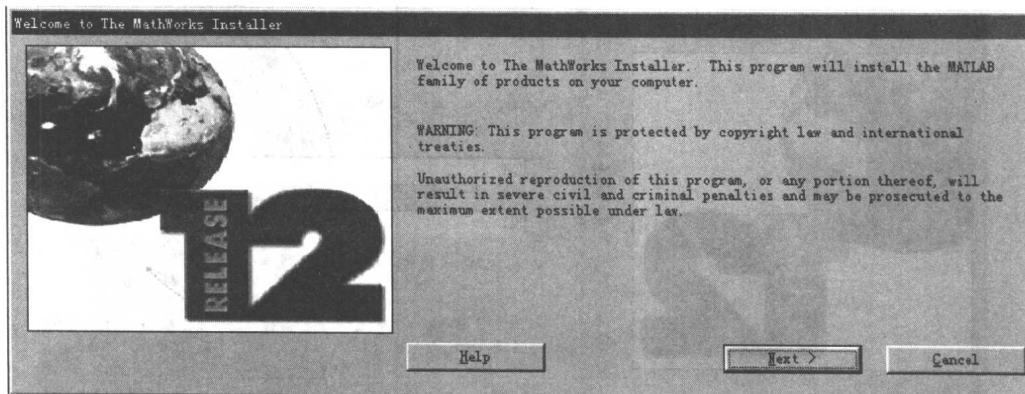 Welcome to The MathWorks Installer
Welcome to The MathWorks Installer. This program will install the MATLAB
family of products on your computer.
WARNING: This program is protected by copyright law and international
treaties.
Unauthorized reproduction of this program, or any portion thereof, will
result in severe civil and criminal penalties and may be prosecuted to the
maximum extent possible under law.
RELEASE
12
Help
Next >
Cancel